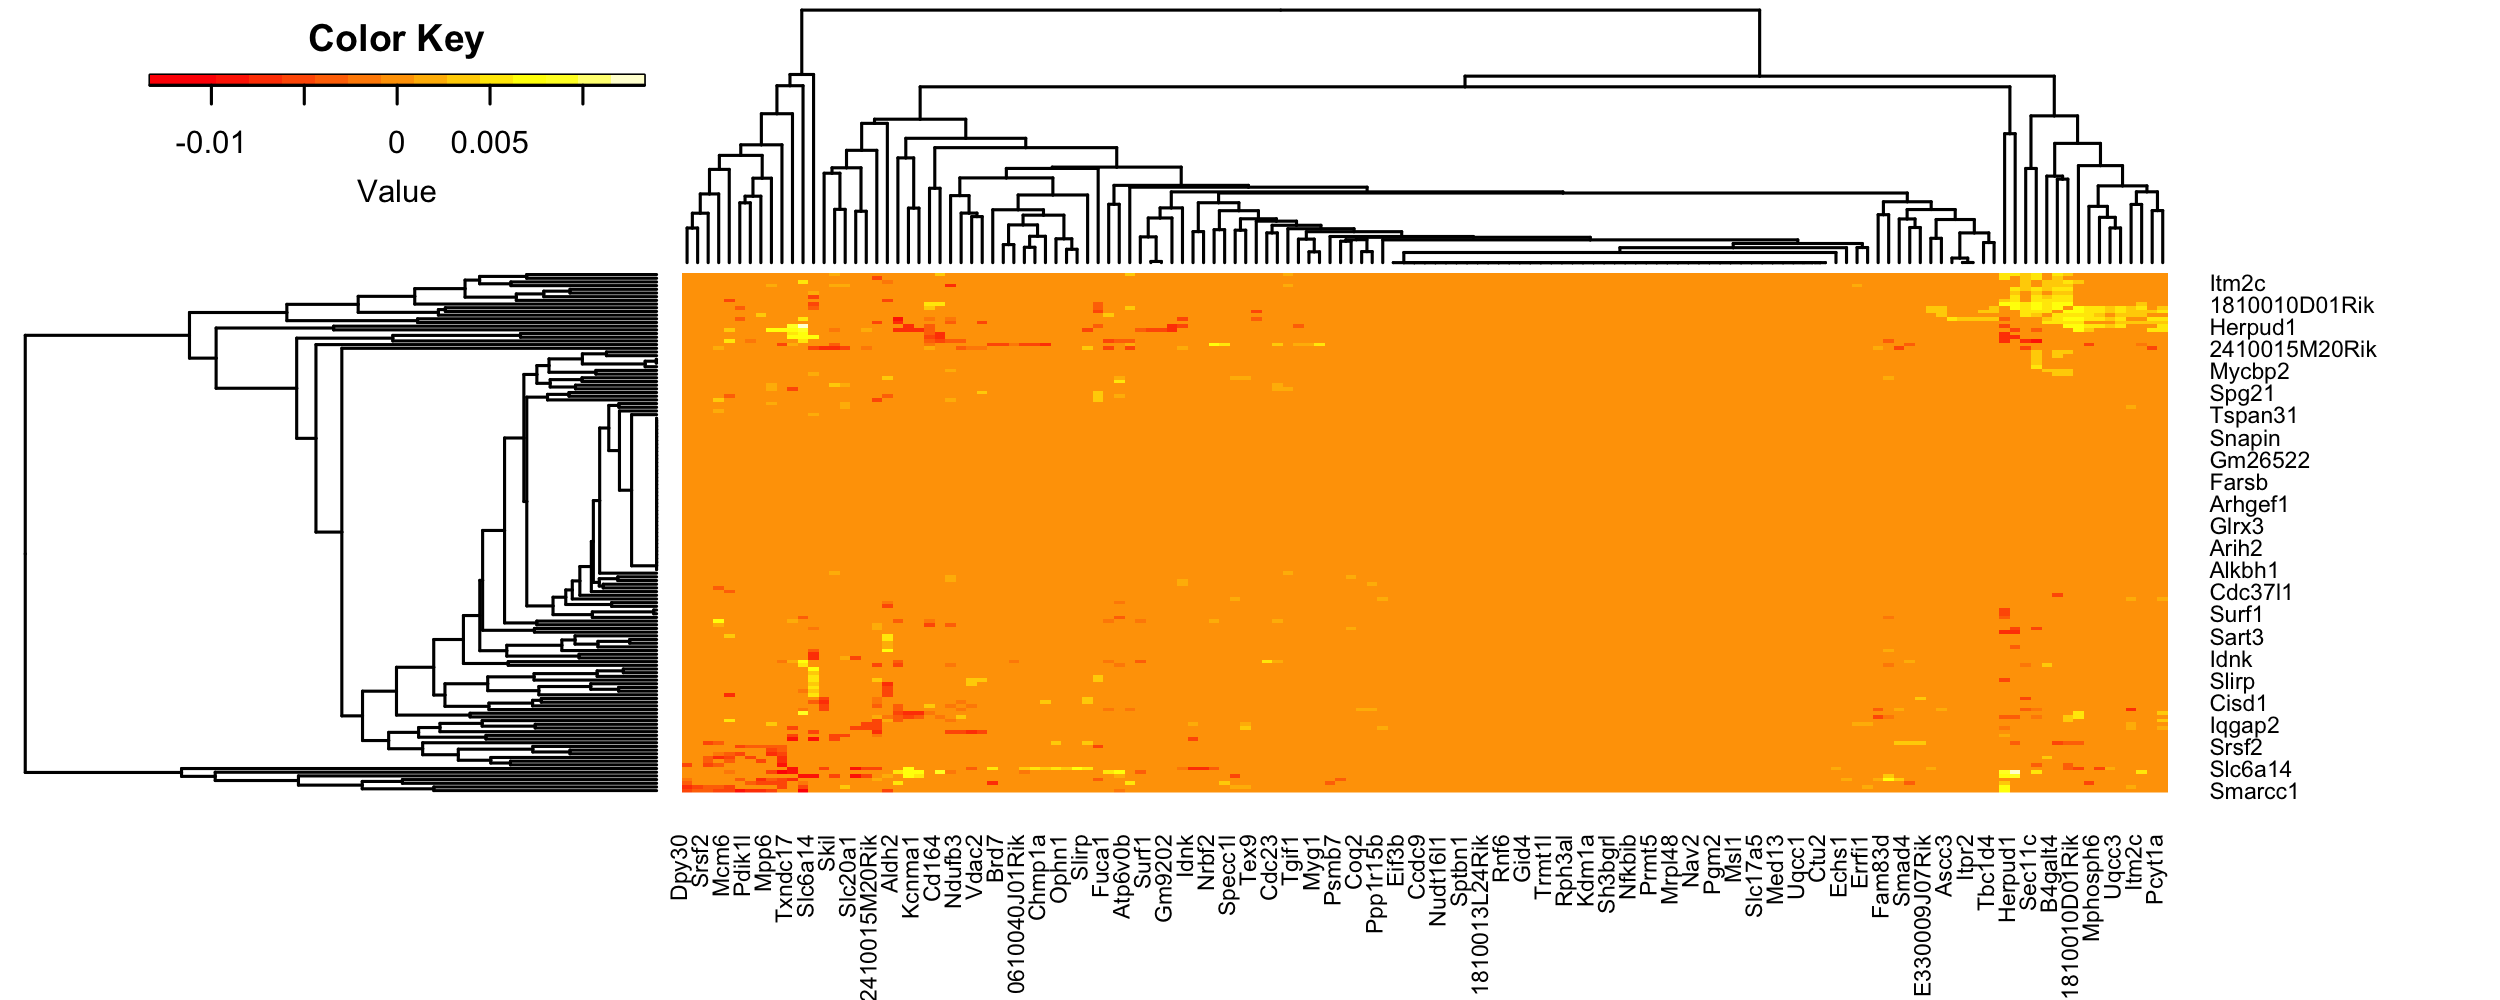 Color Key
-0.01 0 0.005
Value
Itm2c
1810010D01Rik
Herpud1
2410015M20Rik
Mycbp2
Spg21
Tspan31
Snapin
Gm26522
Farsb
Arhgef1
Glrx3
Arih2
Alkbh1
Cdc37l1
Surf1
Sart3
Idnk
Slirp
Cisd1
Iqgap2
Srsf2
Slc6a14
Smarcc1
Dpy30
Srsf2
Mcm6
Pdik1l
Mpp6
Txndc17
Slc6a14
Skil
Slc20a1
2410015M20Rik
Aldh2
Kcnma1
Cd164
Ndufb3
Vdac2
Brd7
0610040J01Rik
Chmp1a
Ophn1
Slirp
Fuca1
Atp6v0b
Surf1
Gm9202
Idnk
Nrbf2
Specc1l
Tex9
Cdc23
Tgif1
Myg1
Psmb7
Coq2
Ppp1r15b
Eif3b
Ccdc9
Nudt16l1
Sptbn1
1810013L24Rik
Rnf6
Gid4
Trmt1l
Rph3al
Kdm1a
Sh3bgrl
Nfkbib
Prmt5
Mrpl48
Nav2
Pgm2
Msl1
Slc17a5
Med13
Uqcc1
Ctu2
Echs1
Errfi1
Fam83d
Smad4
E330009J07Rik
Ascc3
Itpr2
Tbc1d4
Herpud1
Sec11c
B4galt4
1810010D01Rik
Mphosph6
Uqcc3
Itm2c
Pcyt1a